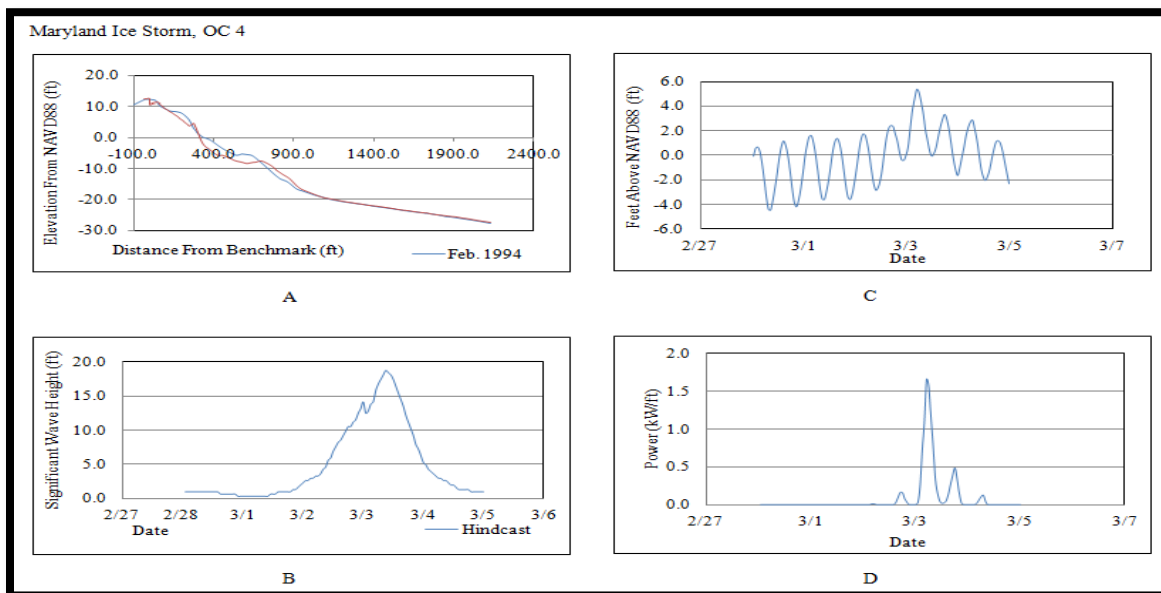 Maryland Ice Storm, OC 4
Elevation From NAVD88 (ft)
20.0
10.0
0.0
-10.0
-20.0
-30.0
-100.0 400.0 900.0 1400.0 1900.0 2400.0
Distance From Benchmark (ft)
Feb. 1994
A
Feet Above NAVD88 (ft)
6.0
4.0
2.0
0.0
-2.0
-4.0
-6.0
2/27 3/1 3/3 3/5 3/7
Date
C
Significant Wave Height (ft)
20.0
15.0
10.0
5.0
0.0
2/27 2/28 3/1 3/2 3/3 3/4 3/5 3/6
Date
Hindcast
B
Power (kW/ft)
2.0
1.5
1.0
0.5
0.0
2/27 3/1 3/3 3/5 3/7
Date
D